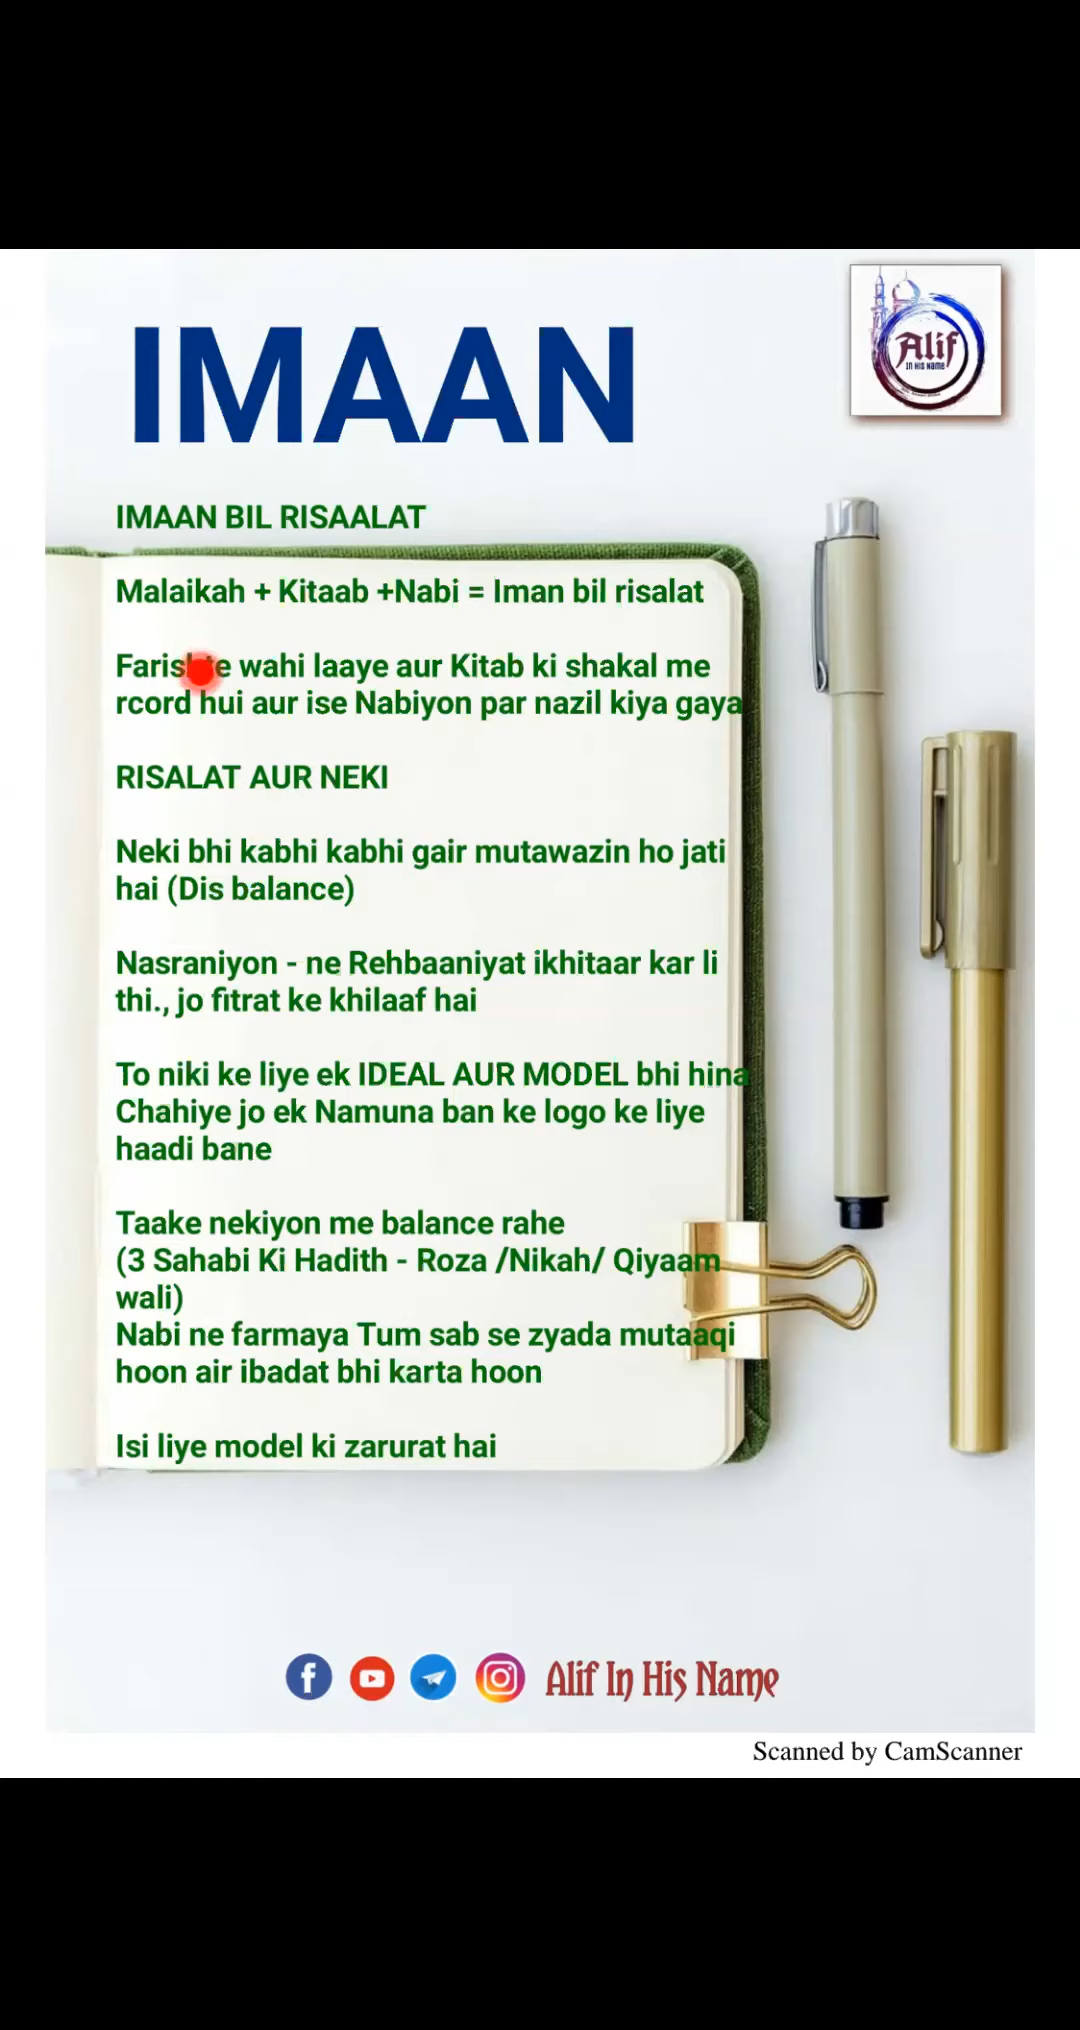 Alif
IN HIS NAME
IMAAN
IMAAN BIL RISAALAT
Malaikah + Kitaab +Nabi = Iman bil risalat
wahi laaye aur Kitab ki shakal me
rcord hui aur ise Nabiyon par nazil kiya gaya
RISALAT AUR NEKI
Neki bhi kabhi kabhi gair mutawazin ho jati
hai (Dis balance)
Nasraniyon - ne Rehbaaniyat ikhitaar kar li
thi., jo fitrat ke khilaaf hai
To niki ke liye ek IDEAL AUR MODEL bhi hina
Chahiye jo ek Namuna ban ke logo ke liye
haadi bane
Taake nekiyon me balance rahe
(3 Sahabi Ki Hadith - Roza /Nikah/ Qiyaam
wali)
Nabi ne farmaya Tum sab se zyada mutaaqi
hoon air ibadat bhi karta hoon
Isi liye model ki zarurat hai
Alif In His Name
Scanned by CamScanner